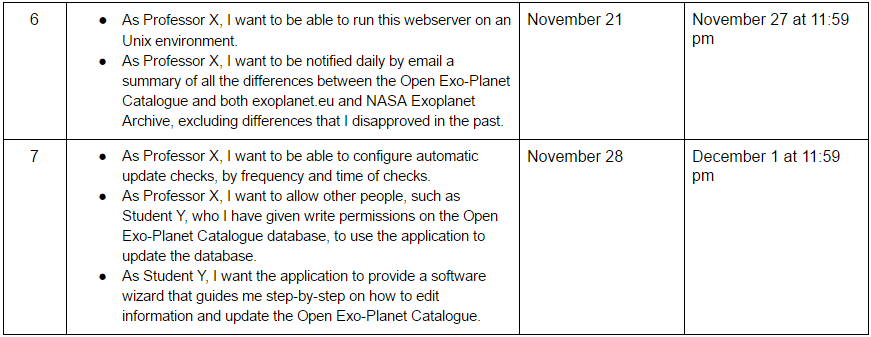 6
● As Professor X, I want to be able to run this webserver on an
Unix environment.
● As Professor X, I want to be notified daily by email a
summary of all the differences between the Open Exo-Planet
Catalogue and both exoplanet.eu and NASA Exoplanet
Archive, excluding differences that I disapproved in the past.
November 21
November 27 at 11:59
pm
7
● As Professor X, I want to be able to configure automatic
update checks, by frequency and time of checks.
● As Professor X, I want to allow other people, such as
Student Y, who I have given write permissions on the Open
Exo-Planet Catalogue database, to use the application to
update the database.
● As Student Y, I want the application to provide a software
wizard that guides me step-by-step on how to edit
information and update the Open Exo-Planet Catalogue.
November 28
December 1 at 11:59
pm